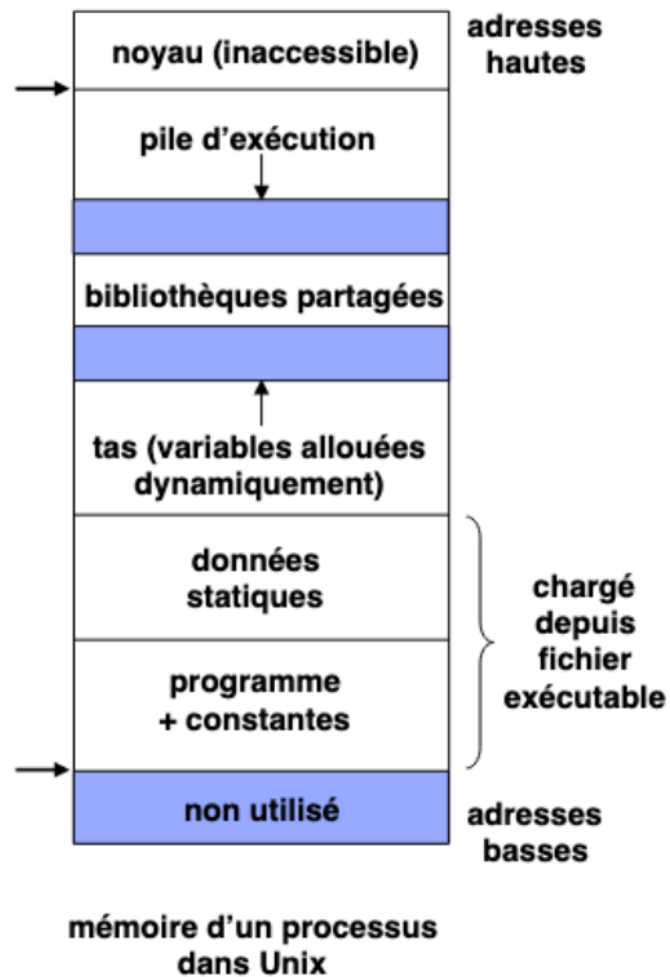 adresses
hautes
noyau (inaccessible)
pile d'exécution
bibliothèques partagées
tas (variables allouées
dynamiquement)
données
statiques
chargé
depuis
fichier
exécutable
programme
+ constantes
non utilisé
adresses
basses
mémoire d'un processus
dans Unix